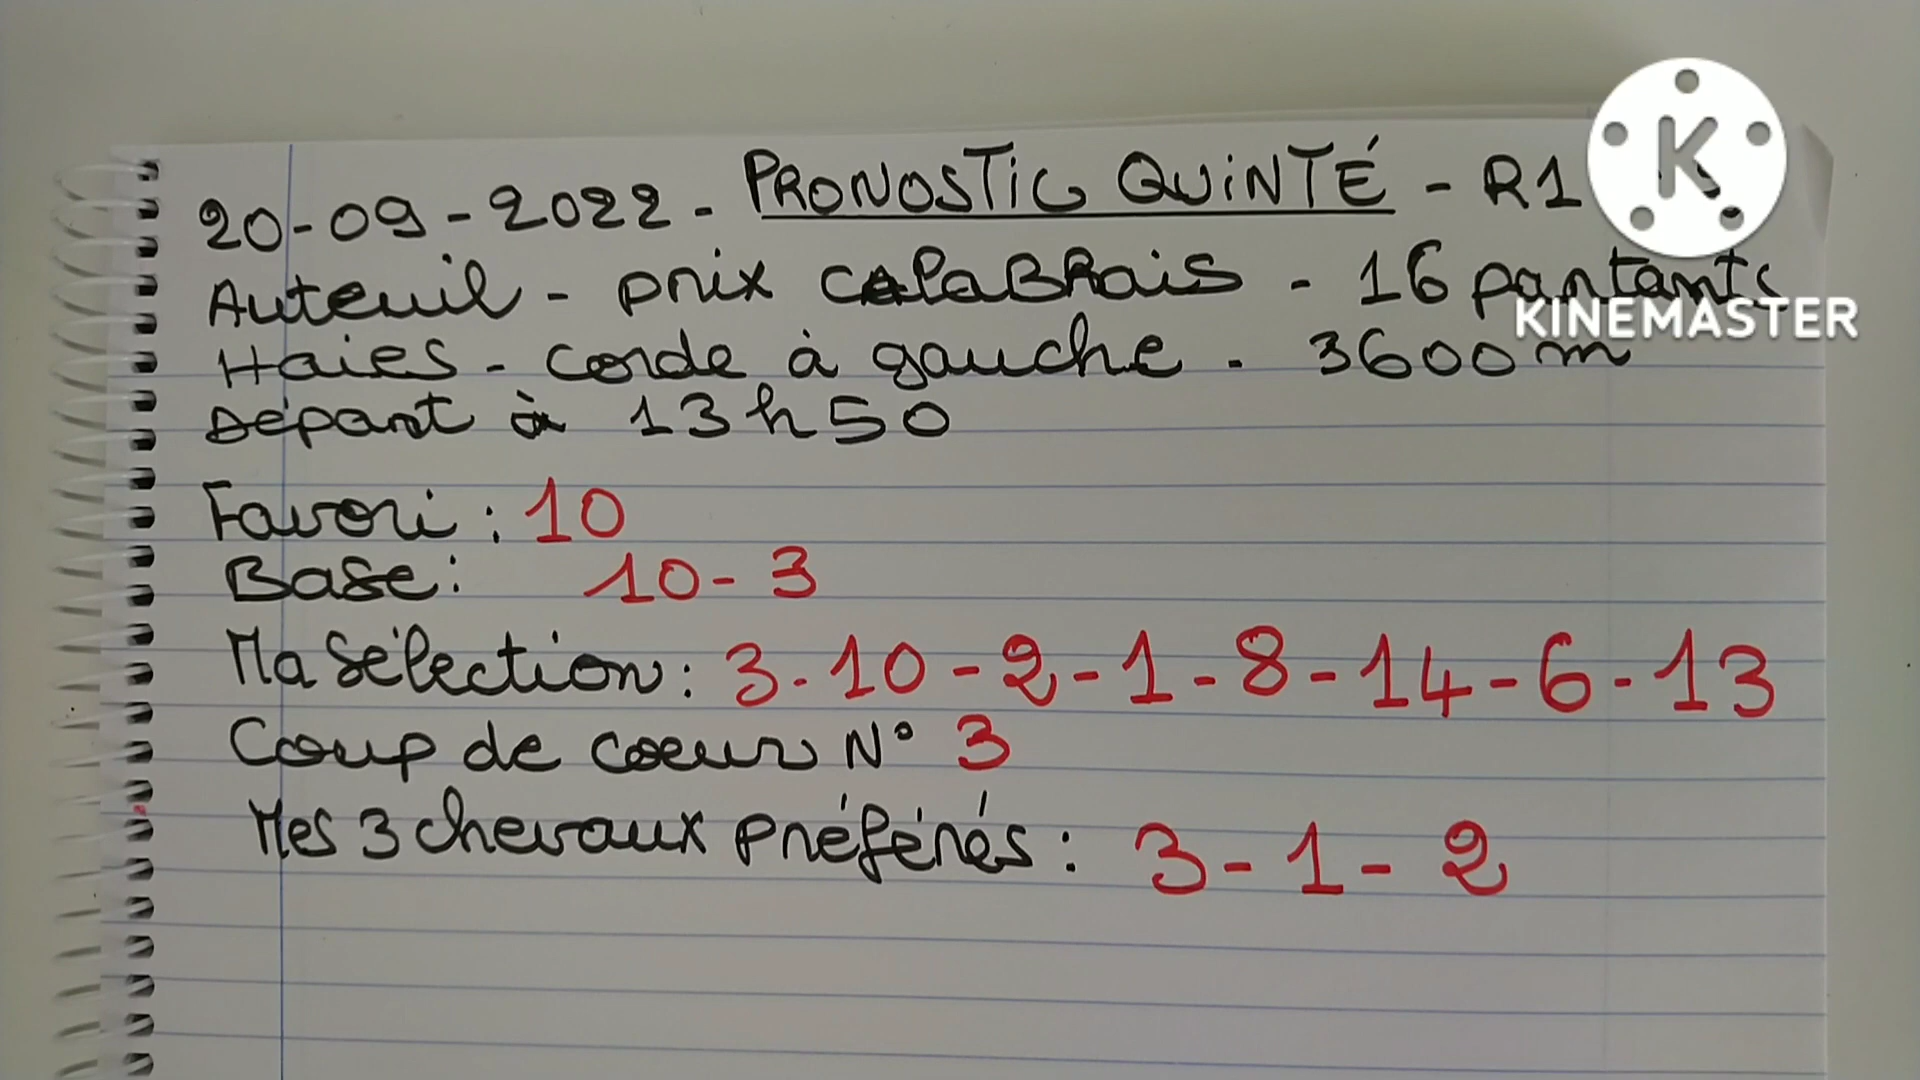 20-09-2022- PRONOSTIC QUINTÉ - R1
Auteuil - prix CALABRais - 16 partants
Haies - corde à gauche - 3600m
Départ à 13h50
Favori : 10
Base : 10 - 3
Ma Sélection : 3 - 10 - 2 - 1 - 8 - 14 - 6 - 13
Coup de coeur N° 3
Mes 3 chevaux préférés : 3 - 1 - 2
K
KINEMASTER